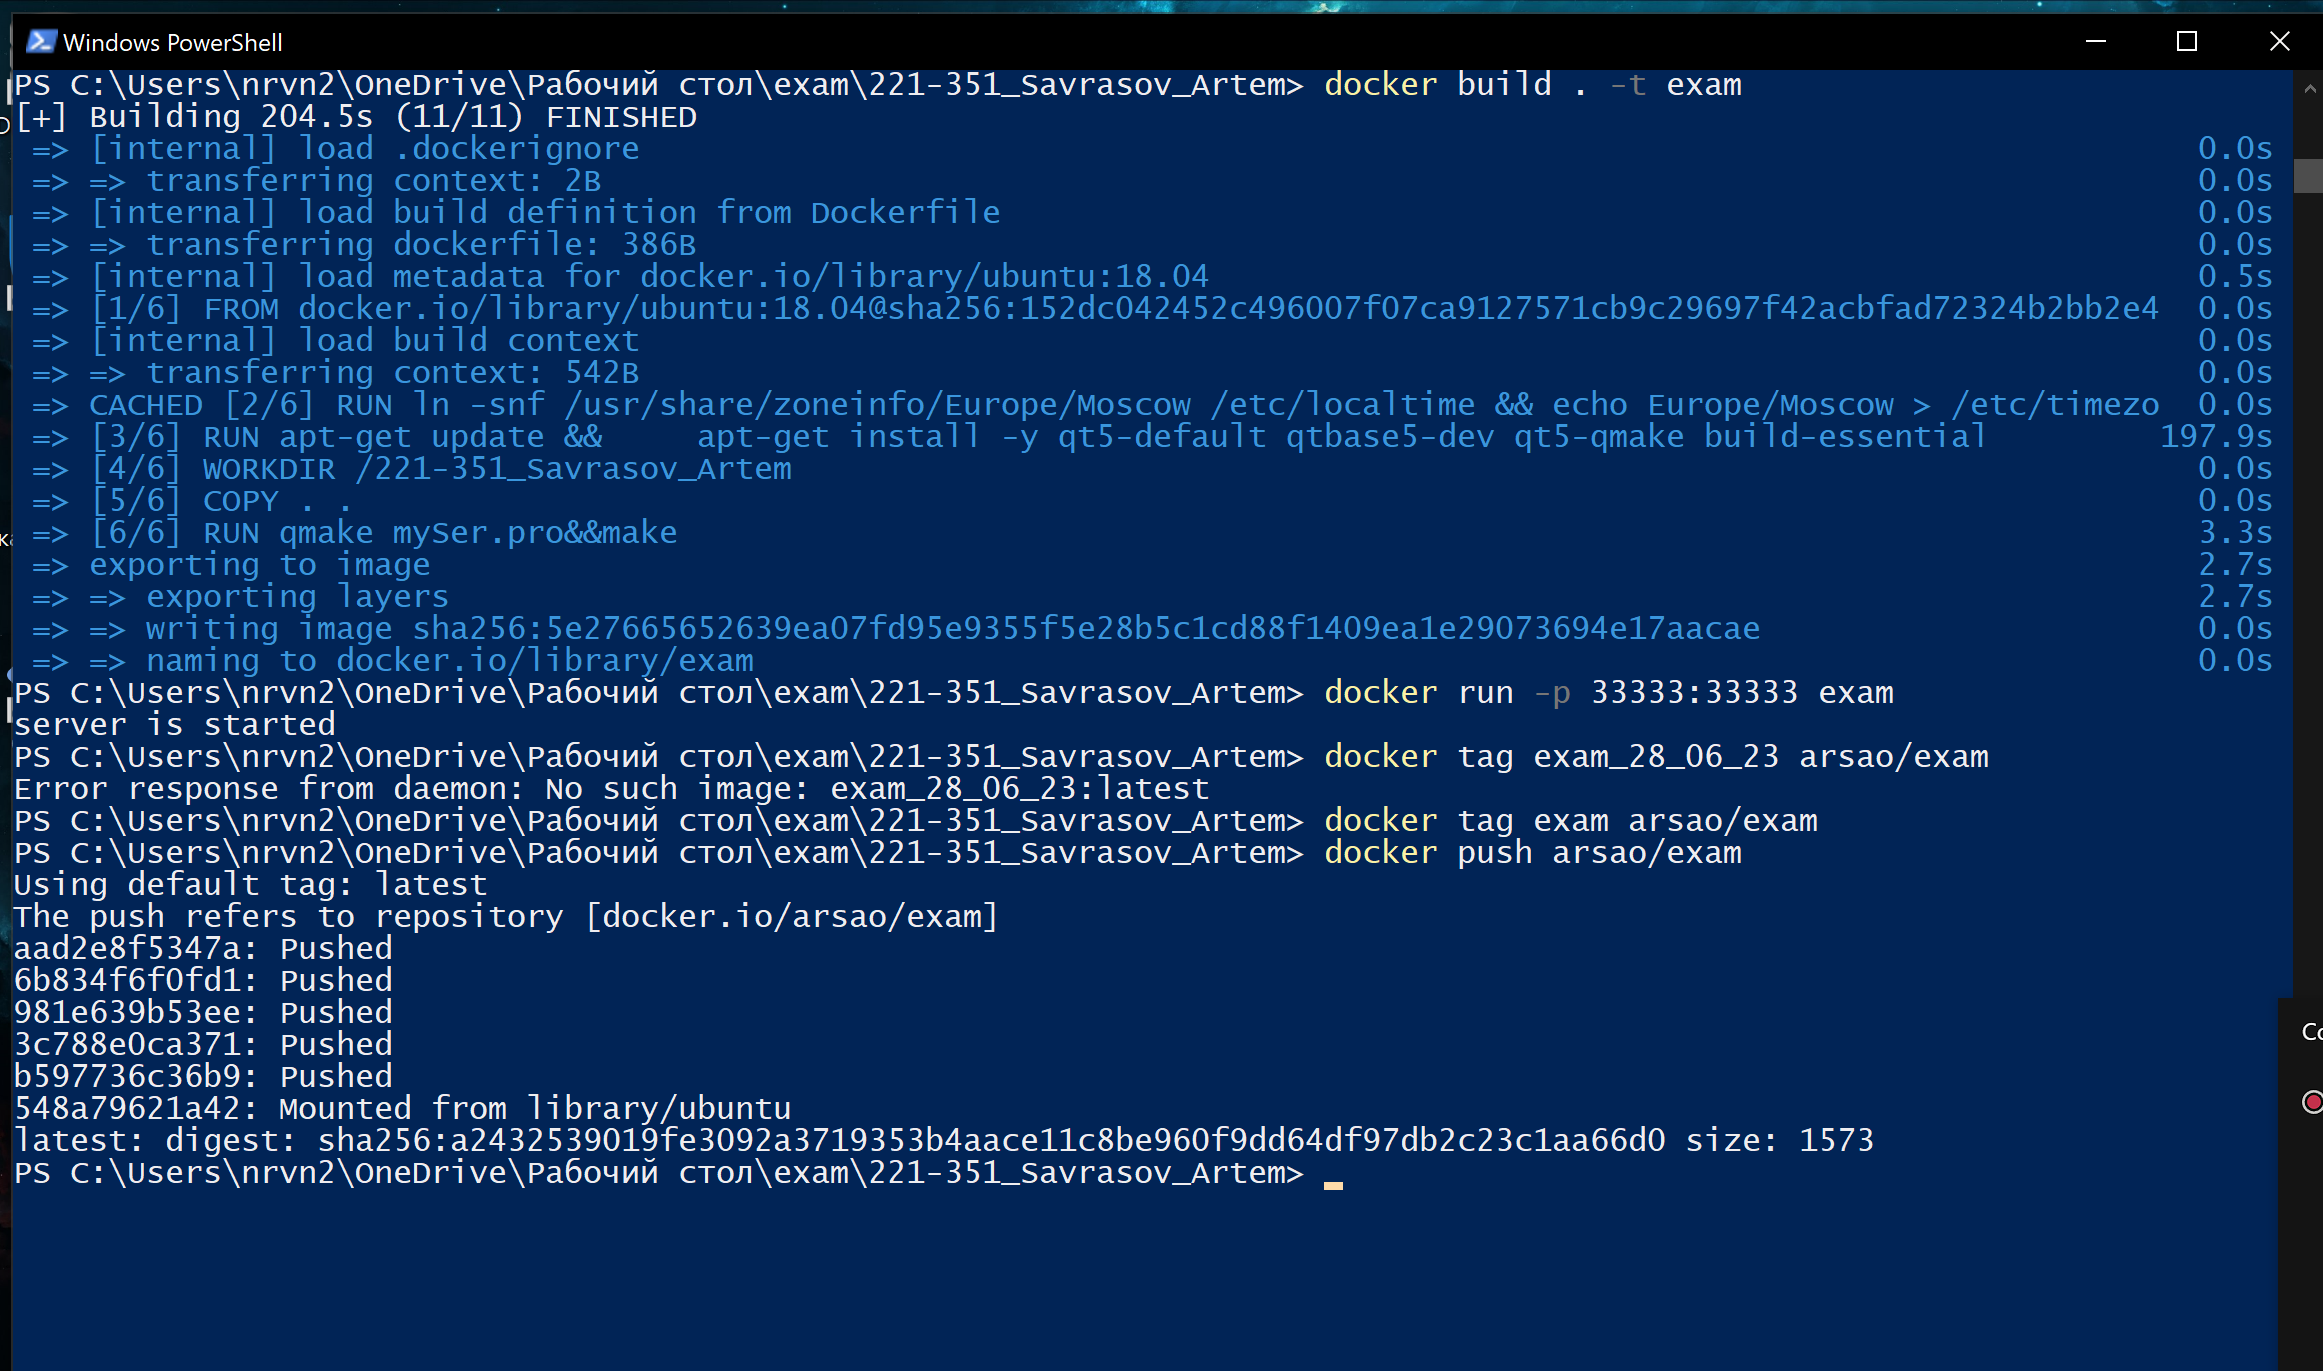 Windows PowerShell
PS C:\Users\nrvn2\OneDrive\Рабочий стол\exam\221-351_Savrasov_Artem> docker build . -t exam
[+] Building 204.5s (11/11) FINISHED
=> [internal] load .dockerignore 0.0s
=> => transferring context: 2B 0.0s
=> [internal] load build definition from Dockerfile 0.0s
=> => transferring dockerfile: 386B 0.0s
=> [internal] load metadata for docker.io/library/ubuntu:18.04 0.5s
=> [1/6] FROM docker.io/library/ubuntu:18.04@sha256:152dc042452c496007f07ca9127571cb9c29697f42acbfad72324b2bb2e4 0.0s
=> [internal] load build context 0.0s
=> => transferring context: 542B 0.0s
=> CACHED [2/6] RUN ln -snf /usr/share/zoneinfo/Europe/Moscow /etc/localtime && echo Europe/Moscow > /etc/timezo 0.0s
=> [3/6] RUN apt-get update &&     apt-get install -y qt5-default qtbase5-dev qt5-qmake build-essential 197.9s
=> [4/6] WORKDIR /221-351_Savrasov_Artem 0.0s
=> [5/6] COPY . . 0.0s
=> [6/6] RUN qmake mySer.pro&&make 3.3s
=> exporting to image 2.7s
=> => exporting layers 2.7s
=> => writing image sha256:5e27665652639ea07fd95e9355f5e28b5c1cd88f1409ea1e29073694e17aacae 0.0s
=> => naming to docker.io/library/exam 0.0s
PS C:\Users\nrvn2\OneDrive\Рабочий стол\exam\221-351_Savrasov_Artem> docker run -p 33333:33333 exam
server is started
PS C:\Users\nrvn2\OneDrive\Рабочий стол\exam\221-351_Savrasov_Artem> docker tag exam_28_06_23 arsao/exam
Error response from daemon: No such image: exam_28_06_23:latest
PS C:\Users\nrvn2\OneDrive\Рабочий стол\exam\221-351_Savrasov_Artem> docker tag exam arsao/exam
PS C:\Users\nrvn2\OneDrive\Рабочий стол\exam\221-351_Savrasov_Artem> docker push arsao/exam
Using default tag: latest
The push refers to repository [docker.io/arsao/exam]
aad2e8f5347a: Pushed
6b834f6f0fd1: Pushed
981e639b53ee: Pushed
3c788e0ca371: Pushed
b597736c36b9: Pushed
548a79621a42: Mounted from library/ubuntu
latest: digest: sha256:a2432539019fe3092a3719353b4aace11c8be960f9dd64df97db2c23c1aa66d0 size: 1573
PS C:\Users\nrvn2\OneDrive\Рабочий стол\exam\221-351_Savrasov_Artem>